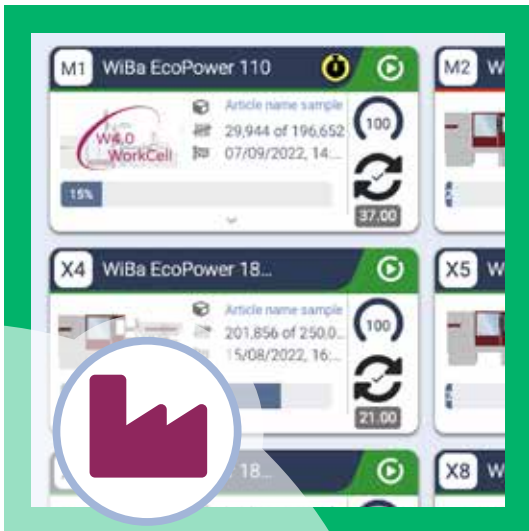 M1 WiBa EcoPower 110
M2 W
Article name sample
W4.0
WorkCell
29,944 of 196,652
07/09/2022, 14:...
100
15%
37.00
X4 WiBa EcoPower 18...
X5 W
Article name sample
201,856 of 250,0...
15/08/2022, 16:...
100
21.00
18...
X8 W